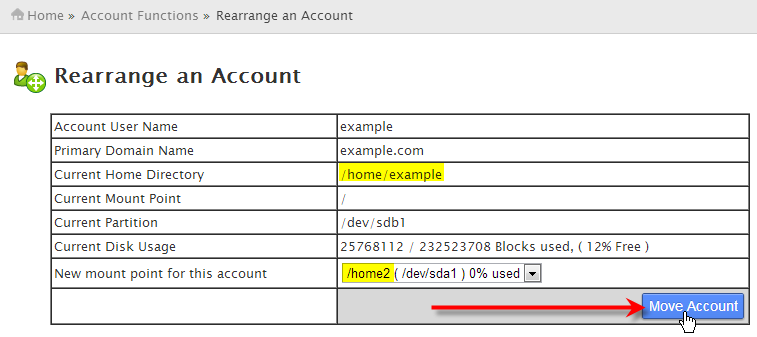 Home » Account Functions » Rearrange an Account
Rearrange an Account
Account User Name example
Primary Domain Name example.com
Current Home Directory /home/example
Current Mount Point /
Current Partition /dev/sdb1
Current Disk Usage 25768112 / 232523708 Blocks used, ( 12% Free )
New mount point for this account /home2 ( /dev/sda1 ) 0% used
Move Account